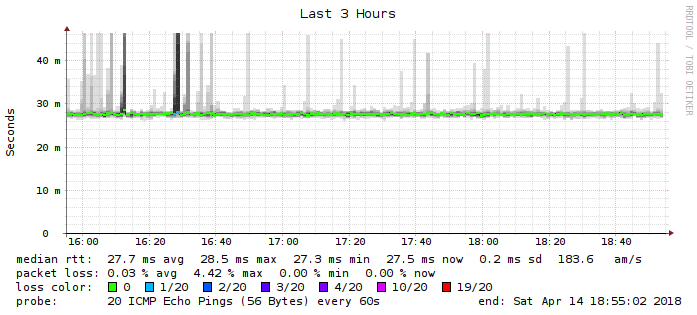 Last 3 Hours
RRDTOOL / TOBI OETIKER
Seconds
40 m
30 m
20 m
10 m
0
16:00 16:20 16:40 17:00 17:20 17:40 18:00 18:20 18:40
median rtt: 27.7 ms avg 28.5 ms max 27.3 ms min 27.5 ms now 0.2 ms sd 183.6 am/s
packet loss: 0.03 % avg 4.42 % max 0.00 % min 0.00 % now
loss color: 0 1/20 2/20 3/20 4/20 10/20 19/20
probe: 20 ICMP Echo Pings (56 Bytes) every 60s end: Sat Apr 14 18:55:02 2018